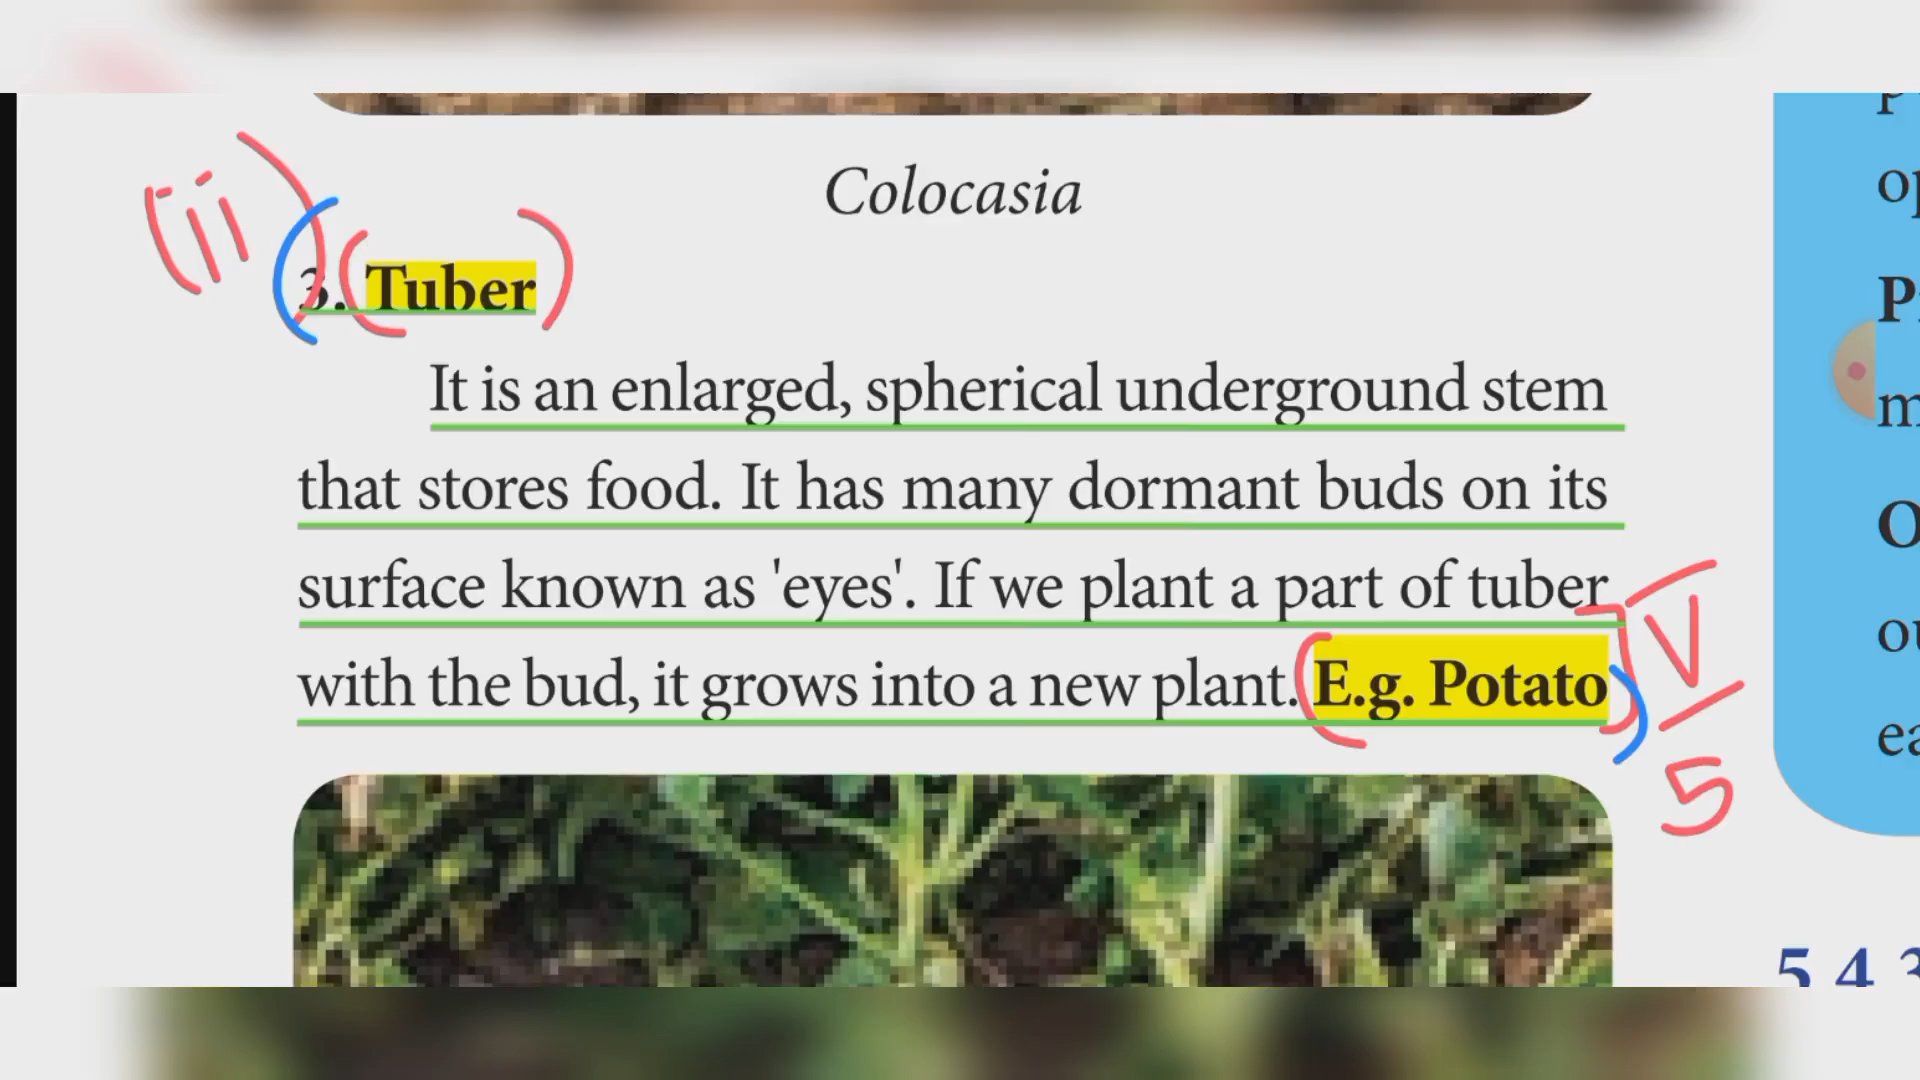 Colocasia
(ii)
3. Tuber
It is an enlarged, spherical underground stem
that stores food. It has many dormant buds on its
surface known as 'eyes'. If we plant a part of tuber
with the bud, it grows into a new plant. E.g. Potato
V
5
P
O
5 4